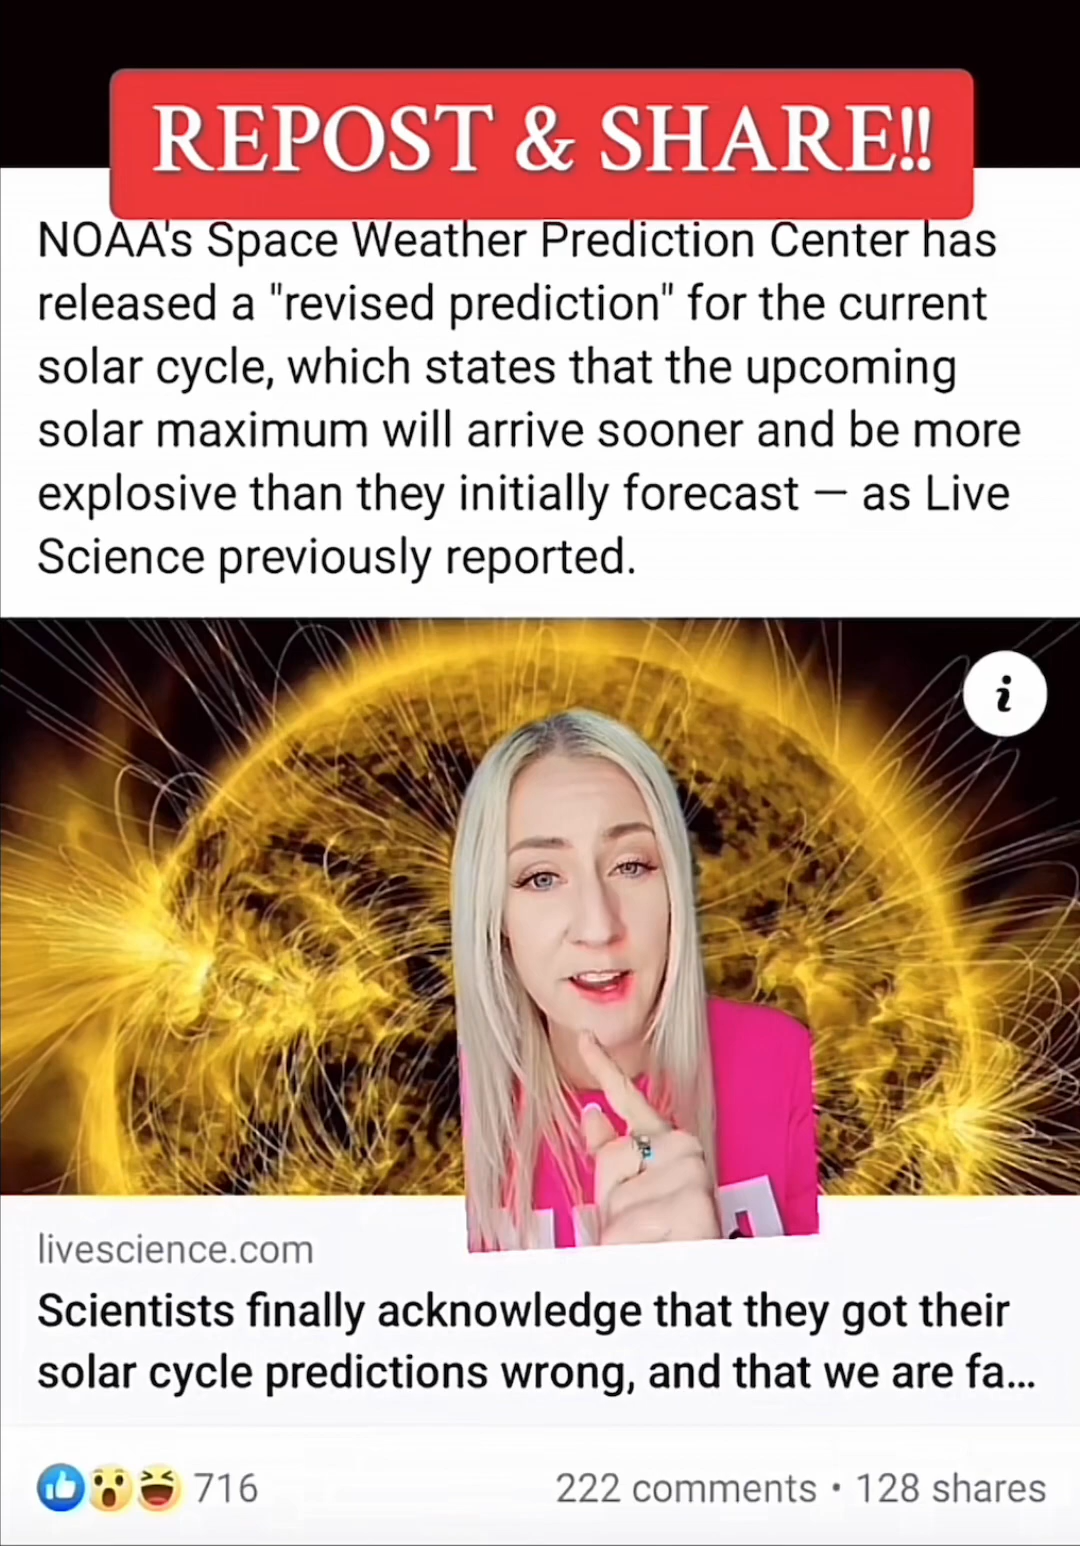 REPOST & SHARE!!
NOAA's Space Weather Prediction Center has
released a "revised prediction" for the current
solar cycle, which states that the upcoming
solar maximum will arrive sooner and be more
explosive than they initially forecast — as Live
Science previously reported.
i
livescience.com
Scientists finally acknowledge that they got their
solar cycle predictions wrong, and that we are fa...
716
222 comments • 128 shares